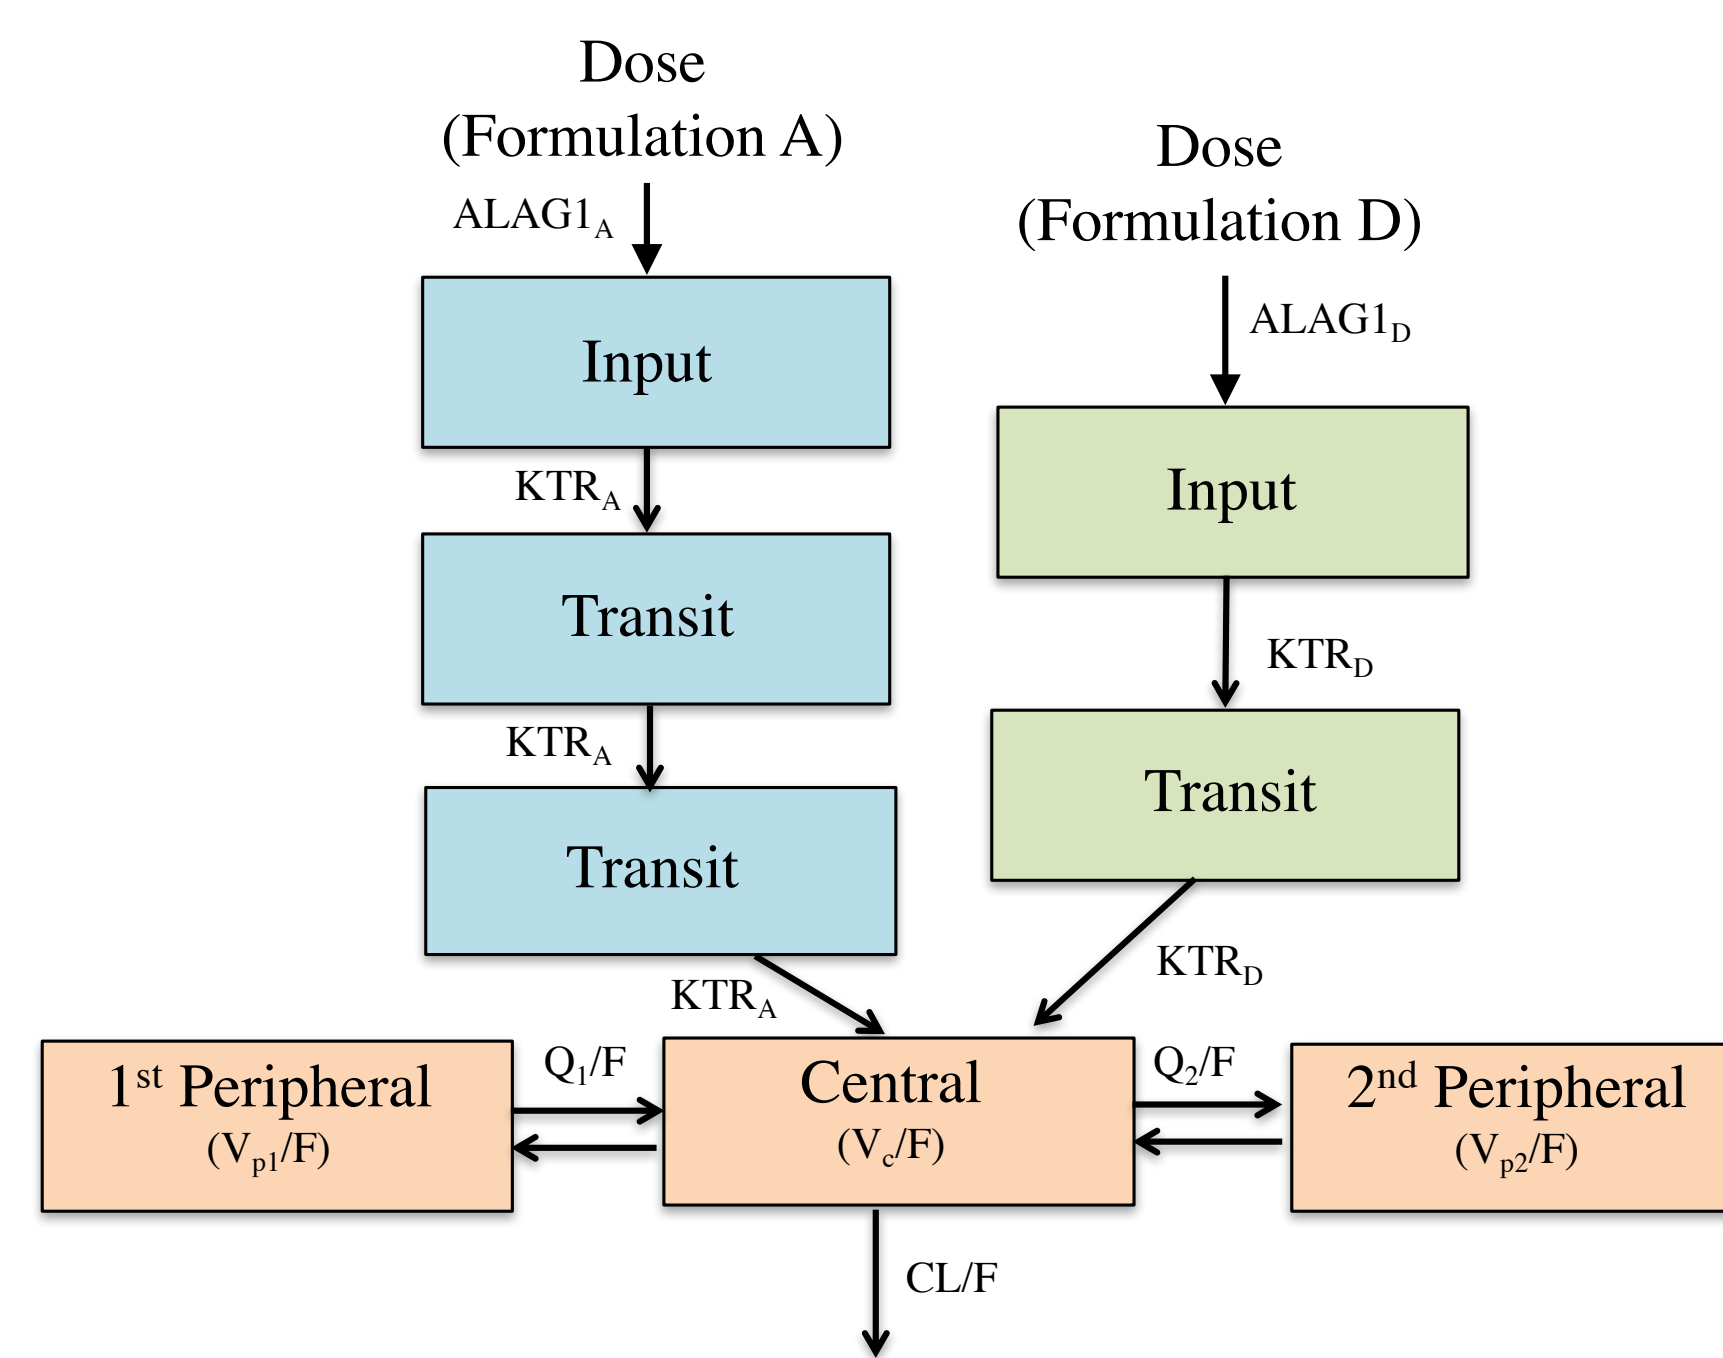 Dose
(Formulation A)
ALAG1A
Input
KTRA
Transit
KTRA
Transit
KTRA
Dose
(Formulation D)
ALAG1D
Input
KTRD
Transit
KTRD
1st Peripheral
(Vp1/F)
Q1/F
Central
(Vc/F)
Q2/F
2nd Peripheral
(Vp2/F)
CL/F